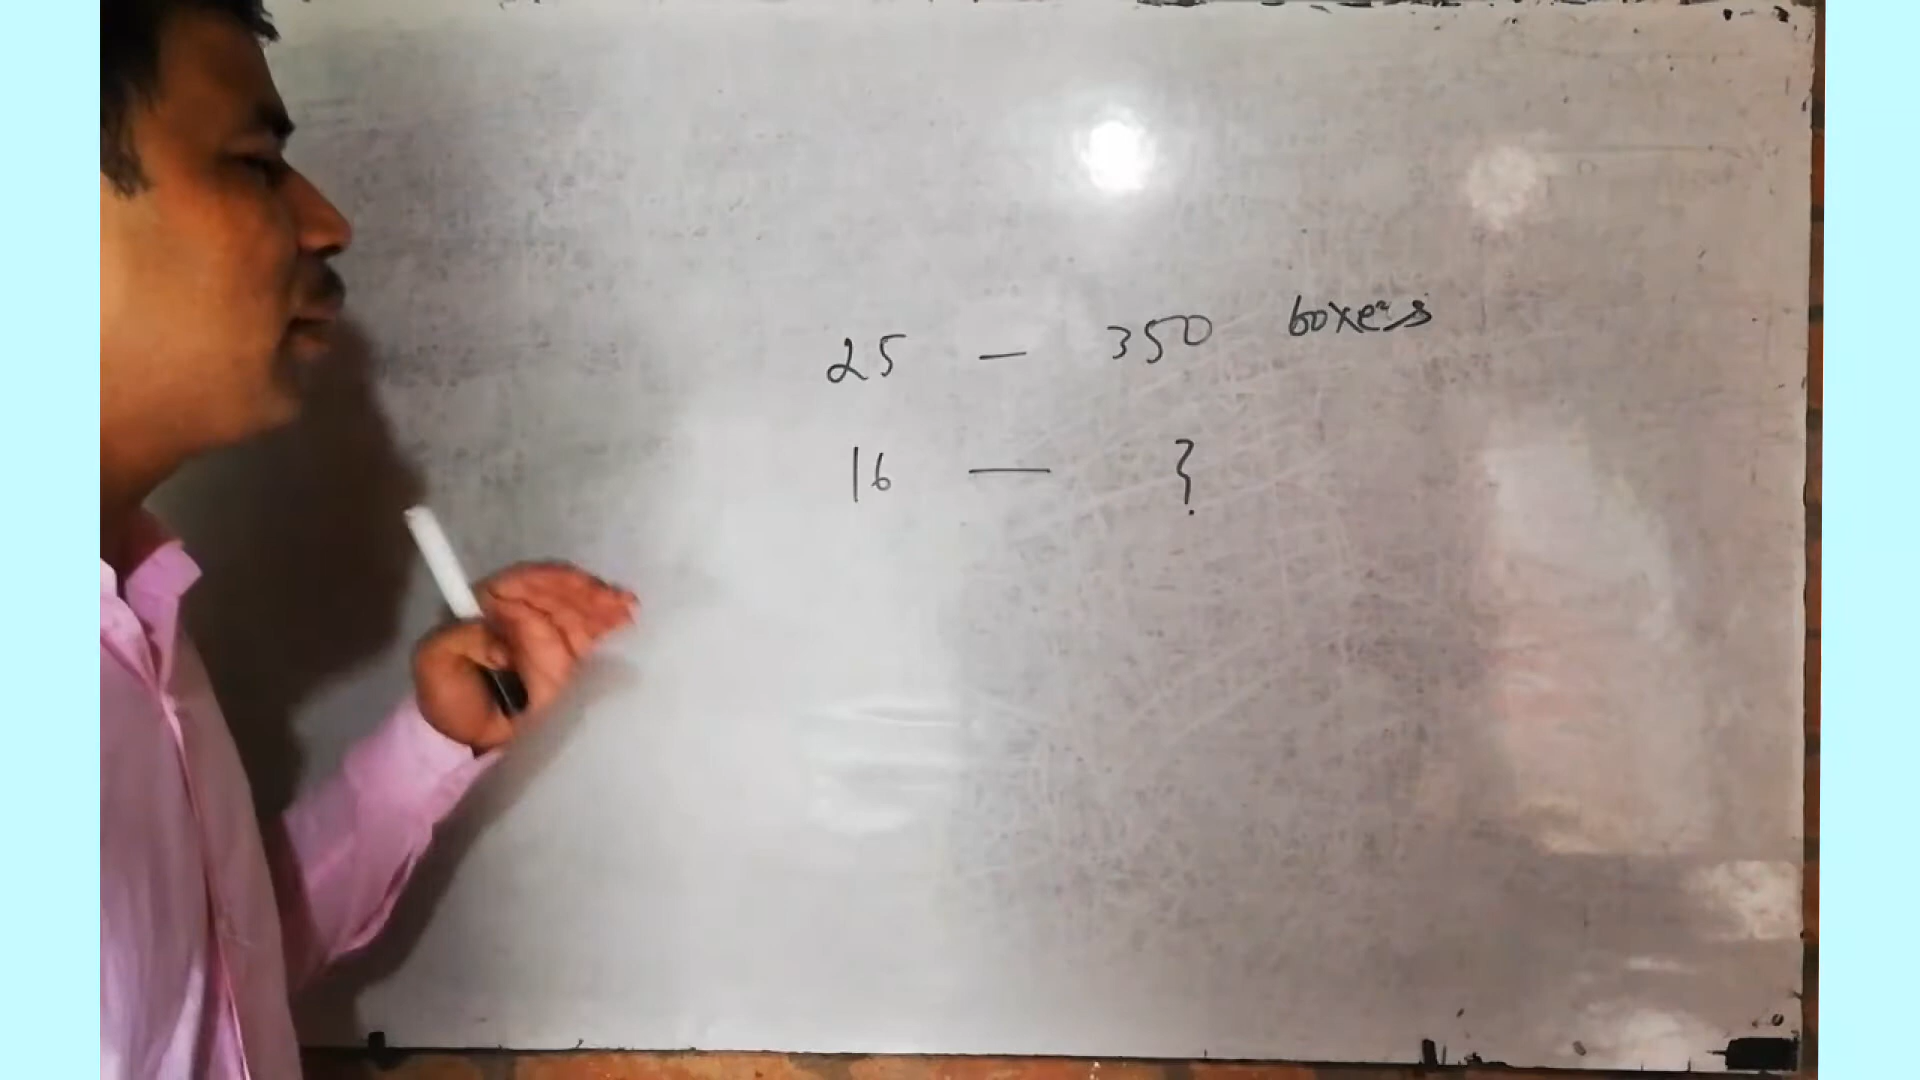 25 — 350 boxes
16 — ?